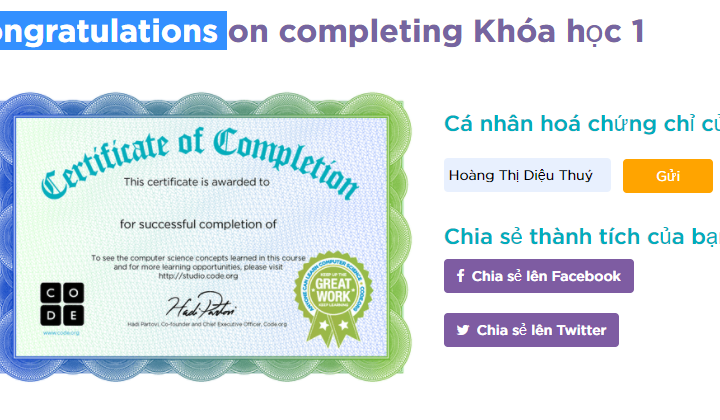 ongratulations on completing Khóa học 1
Certificate of Completion
This certificate is awarded to
for successful completion of
To see the computer science concepts learned in this course
and for more learning opportunities, please visit
http://studio.code.org
ANYONE CAN LEARN COMPUTER SCIENCE
KEEP UP THE
GREAT
WORK
KEEP LEARNING
CODE.ORG
C O
D E
www.code.org
Hadi Partovi
Hadi Partovi, Co-founder and Chief Executive Officer, Code.org
Cá nhân hoá chứng chỉ củ
Hoàng Thị Diệu Thuý
Gửi
Chia sẻ thành tích của bạ
Chia sẻ lên Facebook
Chia sẻ lên Twitter